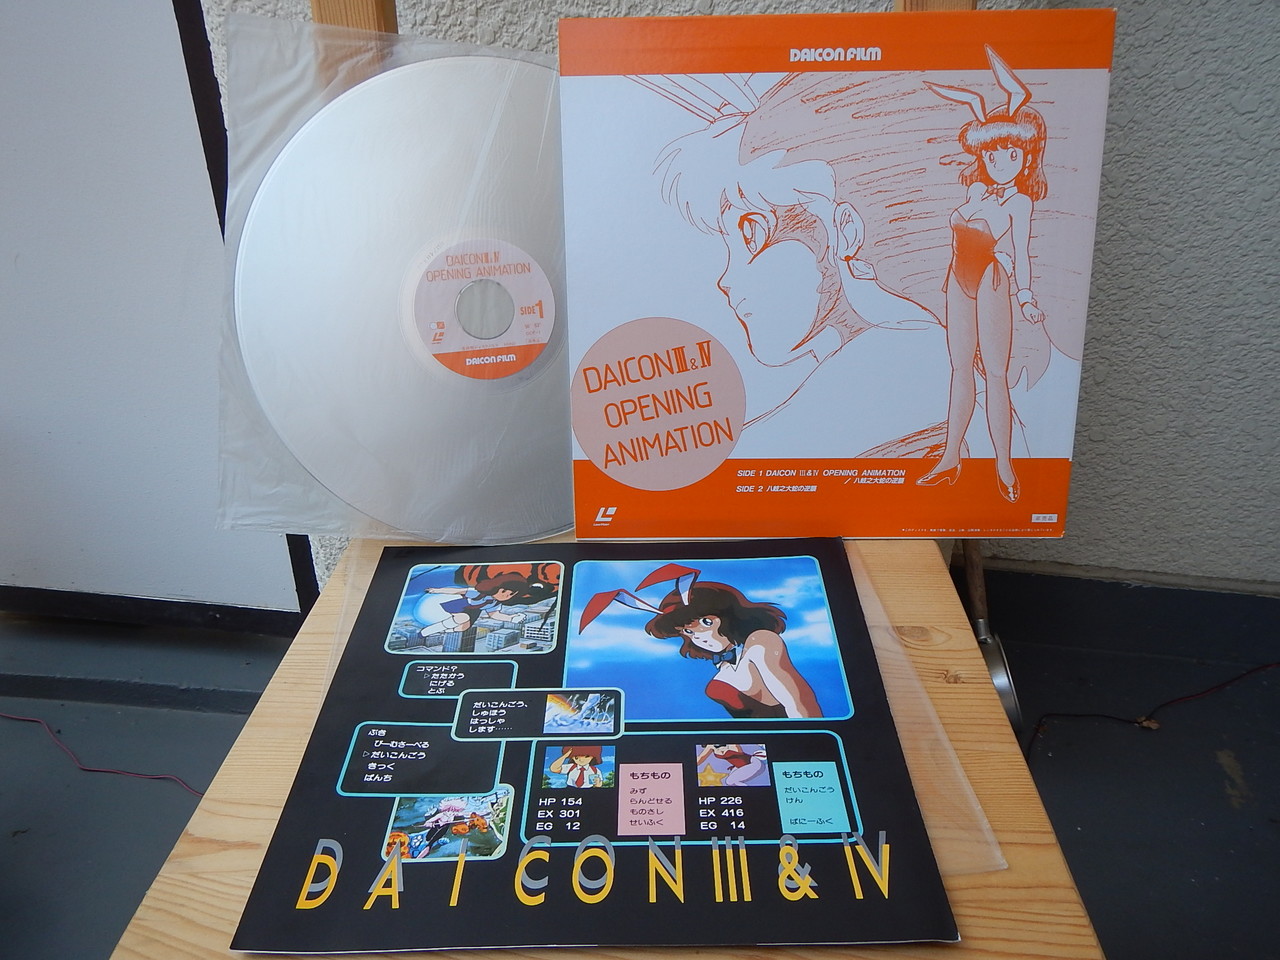 DAICON FILM
DAICON Ⅲ & Ⅳ
OPENING
ANIMATION
SIDE 1 DAICON Ⅲ & Ⅳ OPENING ANIMATION
/ 八岐之大蛇の逆襲
SIDE 2 八岐之大蛇の逆襲
LaserDisc
非売品
DAICON Ⅲ & Ⅳ
OPENING ANIMATION
SIDE 1
DAICON FILM
コマンド?
▷たたかう
にげる
とぶ
だいこんごう、
しゅほう
はっしゃ
します……
ぶき
びーむさーべる
▷だいこんごう
きっく
ぱんち
HP 154
EX 301
EG 12
もちもの
みず
らんどせる
ものさし
せいふく
HP 226
EX 416
EG 14
もちもの
だいこんごう
けん
ばにーふく
DAICON Ⅲ & Ⅳ